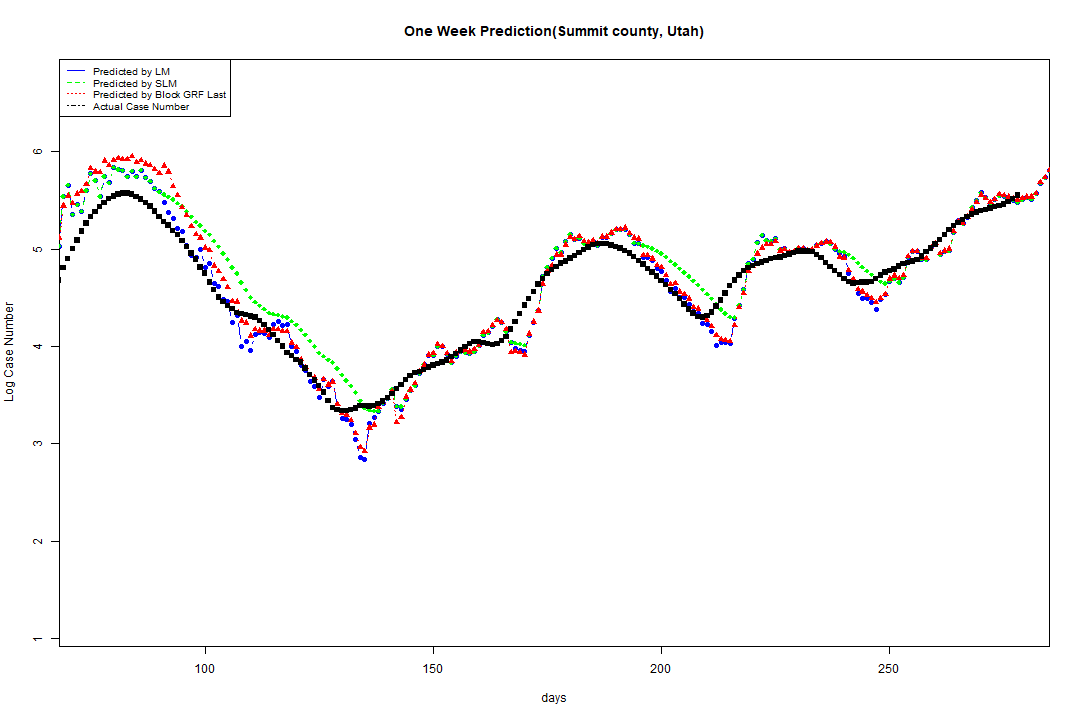 One Week Prediction(Summit county, Utah)
Predicted by LM
Predicted by SLM
Predicted by Block GRF Last
Actual Case Number
6
5
4
3
2
1
Log Case Number
100 150 200 250
days